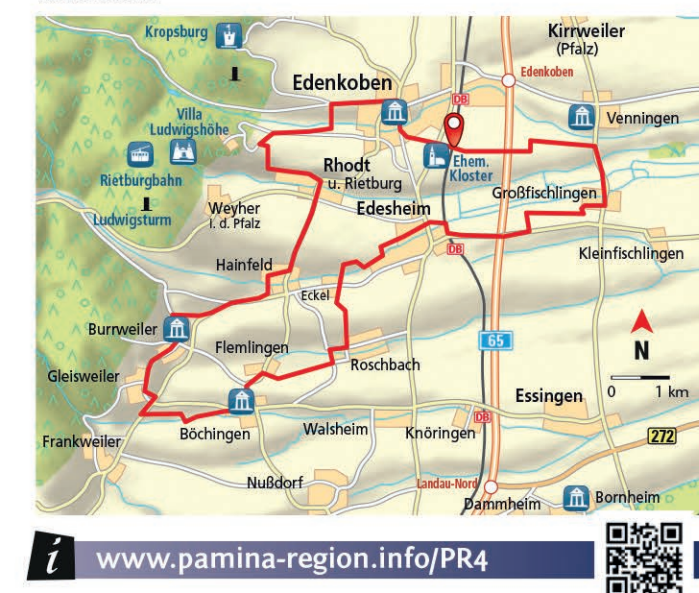 Kropsburg
Kirrweiler
(Pfalz)
Edenkoben
Edenkoben
DB
Villa
Ludwigshöhe
Venningen
Ehem.
Kloster
Rietburgbahn
Rhodt
u. Rietburg
Großfischlingen
Weyher
i. d. Pfalz
Edesheim
Ludwigsturm
DB
Hainfeld
Kleinfischlingen
Eckel
Burrweiler
N
Flemlingen
65
Roschbach
Gleisweiler
0 1 km
Essingen
DB
Böchingen
Walsheim
Knöringen
Frankweiler
272
Nußdorf
Landau-Nord
Dammheim
Bornheim
i www.pamina-region.info/PR4